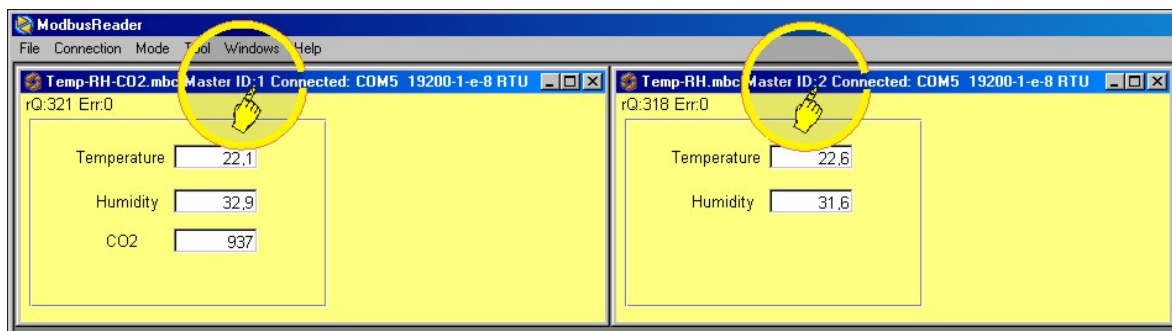 ModbusReader
File Connection Mode Tool Windows Help
Temp-RH-CO2.mbc Master ID:1 Connected: COM5 19200-1-e-8 RTU
rQ:321 Err:0
Temperature 22,1
Humidity 32,9
CO2 937
Temp-RH.mbc Master ID:2 Connected: COM5 19200-1-e-8 RTU
rQ:318 Err:0
Temperature 22,6
Humidity 31,6